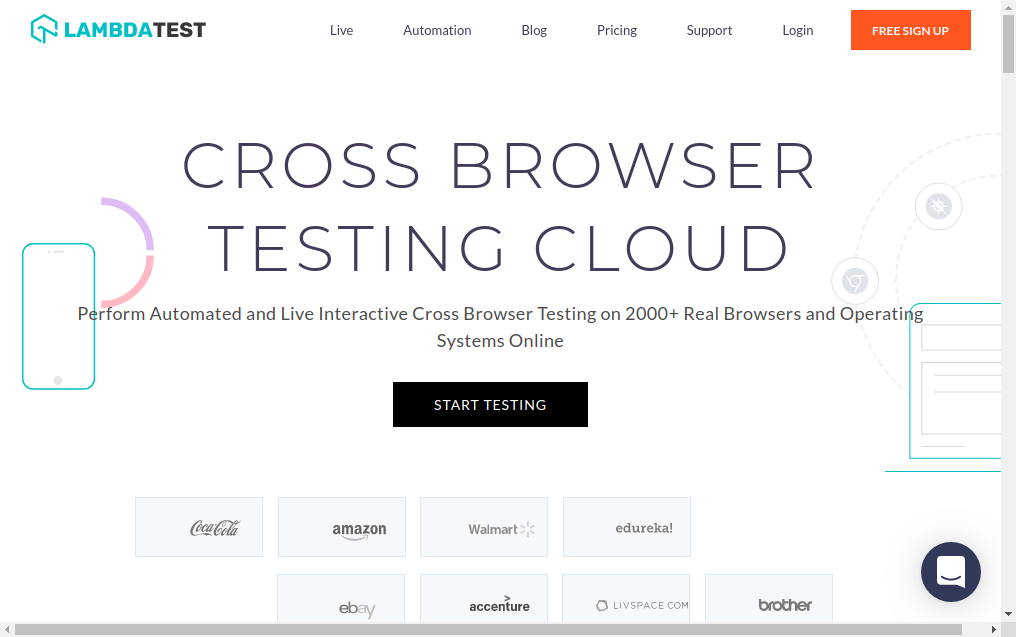 LAMBDATEST
Live
Automation
Blog
Pricing
Support
Login
FREE SIGN UP
CROSS BROWSER
TESTING CLOUD
Perform Automated and Live Interactive Cross Browser Testing on 2000+ Real Browsers and Operating
Systems Online
START TESTING
Coca-Cola
amazon
Walmart
edureka!
ebay
accenture
LIVSPACE COM
brother